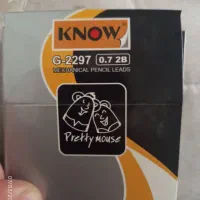 KNOW
G-2297 0.7 2B
MECHANICAL PENCIL LEADS
Pretty mouse